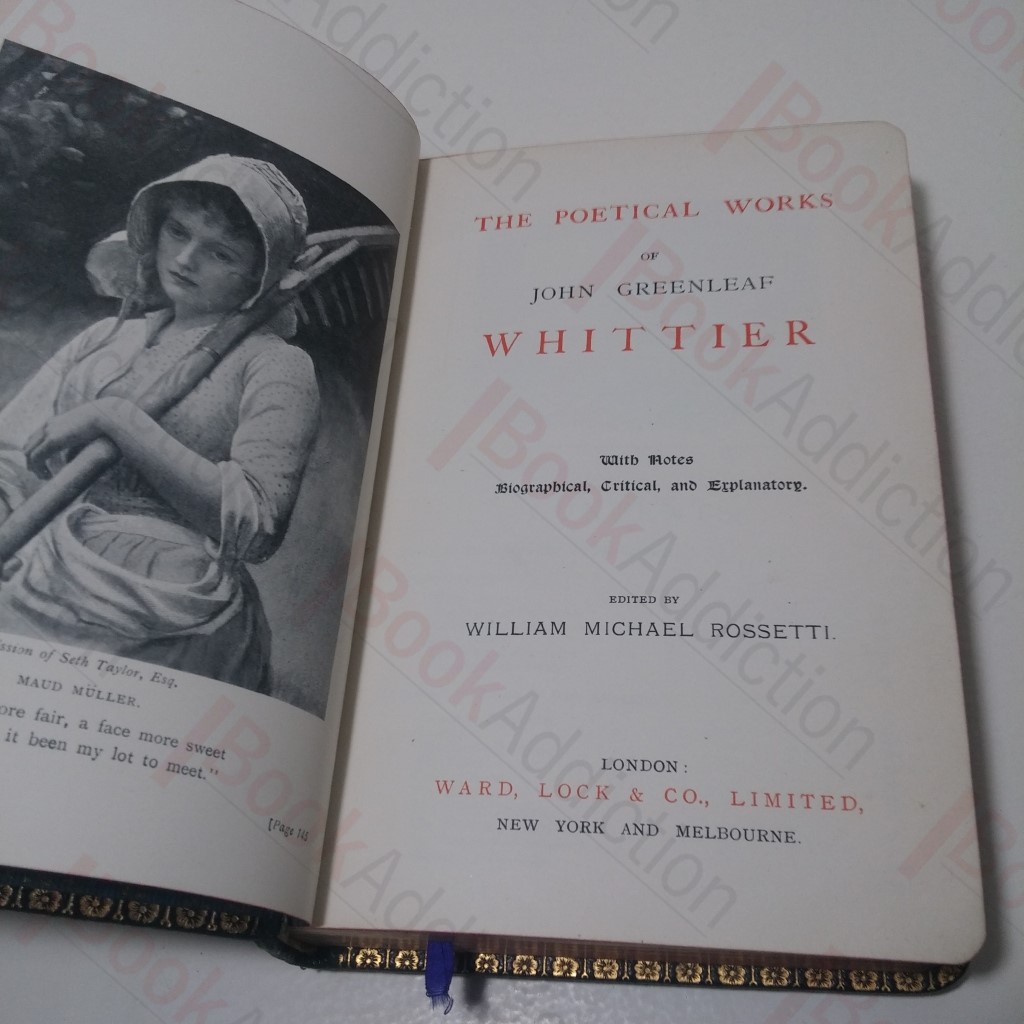 ssion of Seth Taylor, Esq.
MAUD MÜLLER.
ore fair, a face more sweet
it been my lot to meet."
[Page 145
THE POETICAL WORKS
OF
JOHN GREENLEAF
WHITTIER
With Notes
Biographical, Critical, and Explanatory.
EDITED BY
WILLIAM MICHAEL ROSSETTI.
LONDON:
WARD, LOCK & CO., LIMITED,
NEW YORK AND MELBOURNE.
BookAddiction